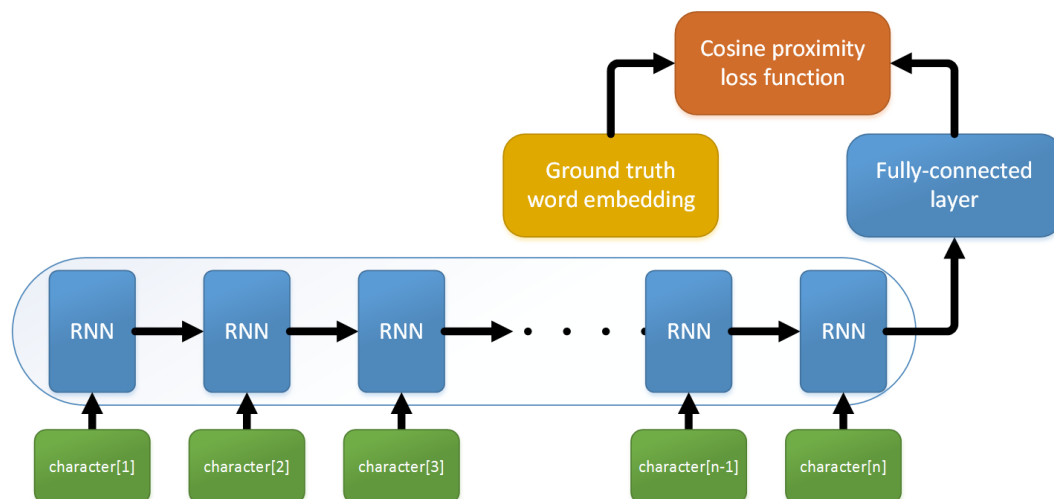 Cosine proximity
loss function
Ground truth
word embedding
Fully-connected
layer
RNN
RNN
RNN
. . . .
RNN
RNN
character[1]
character[2]
character[3]
character[n-1]
character[n]